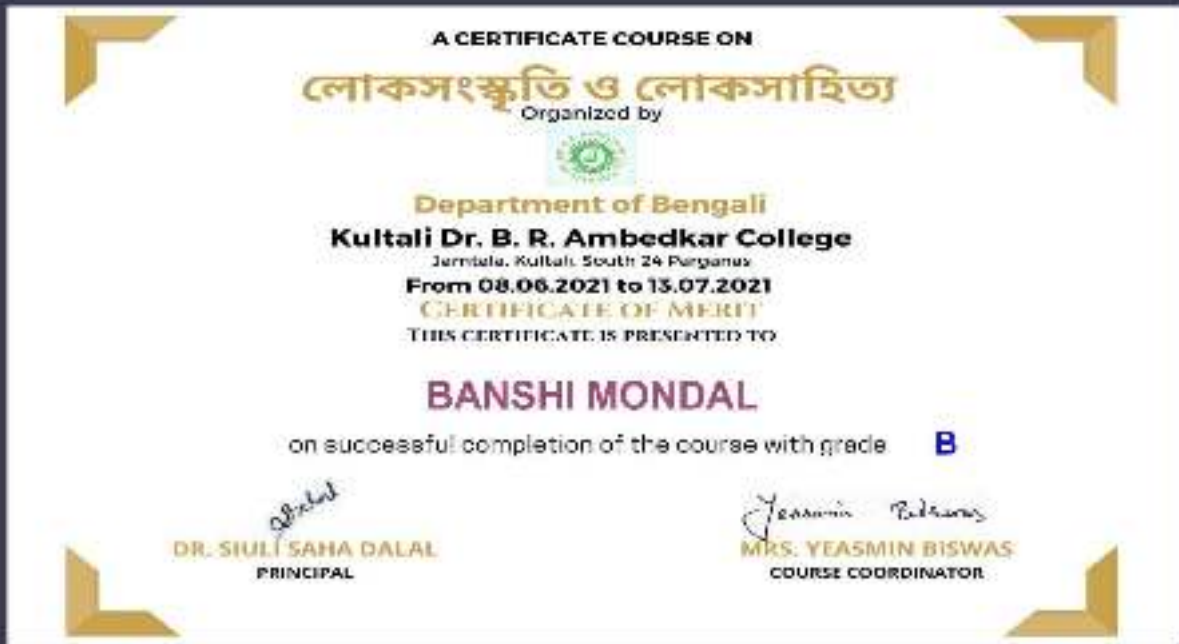 A CERTIFICATE COURSE ON
লোকসংস্কৃতি ও লোকসাহিত্য
Organized by
Department of Bengali
Kultali Dr. B. R. Ambedkar College
Jamtala, Kultali, South 24 Parganas
From 08.06.2021 to 13.07.2021
CERTIFICATE OF MERIT
THIS CERTIFICATE IS PRESENTED TO
BANSHI MONDAL
on successful completion of the course with grade B
Yeasmin Biswas
DR. SIULI SAHA DALAL MRS. YEASMIN BISWAS
PRINCIPAL COURSE COORDINATOR